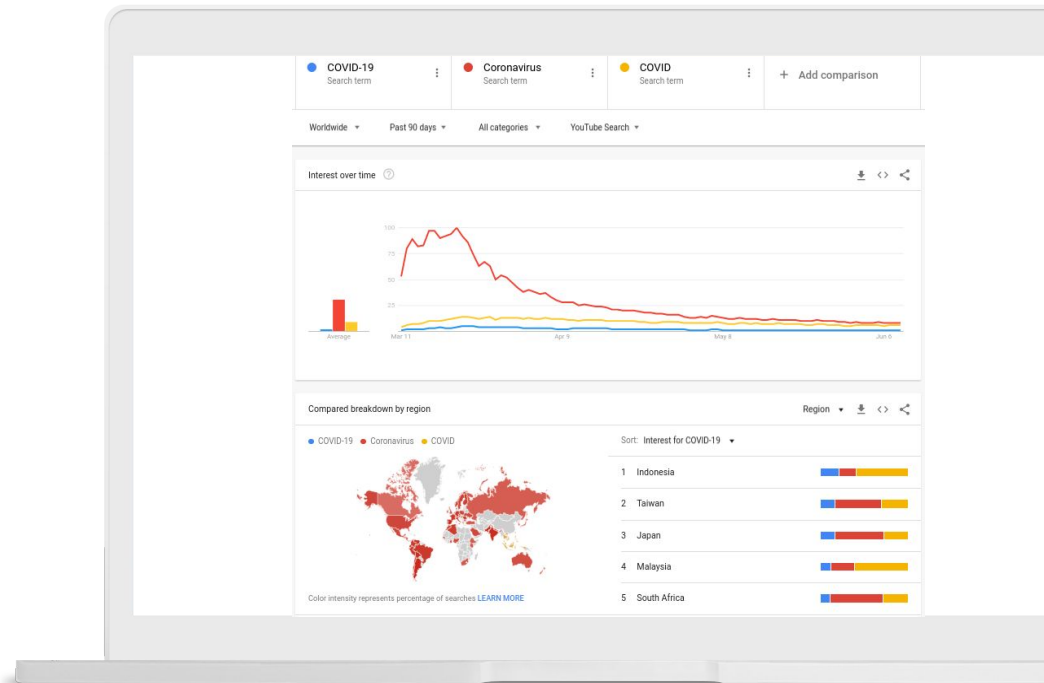 COVID-19
Search term
Coronavirus
Search term
COVID
Search term
+ Add comparison
Worldwide
Past 90 days
All categories
YouTube Search
Interest over time
100
75
50
25
Average
Mar 11
Apr 9
May 8
Jun 6
Compared breakdown by region
Region
COVID-19
Coronavirus
COVID
Sort: Interest for COVID-19
1 Indonesia
2 Taiwan
3 Japan
4 Malaysia
5 South Africa
Color intensity represents percentage of searches LEARN MORE